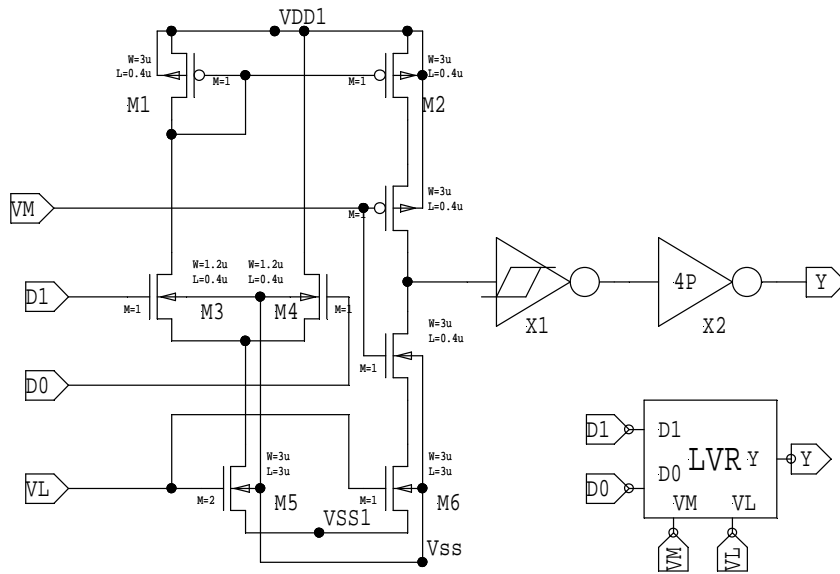 VDD1
W=3u
L=0.4u
M=1
M1
W=3u
L=0.4u
M=1
M2
VM
W=3u
L=0.4u
M=1
D1
W=1.2u
L=0.4u
M=1
M3
W=1.2u
L=0.4u
M=1
M4
X1
4P
X2
Y
D0
W=3u
L=0.4u
M=1
VL
W=3u
L=3u
M=2
M5
W=3u
L=3u
M=1
M6
VSS1
Vss
D1
D0
D1
D0
LVR
Y
VM
VL
Y
VM
VL